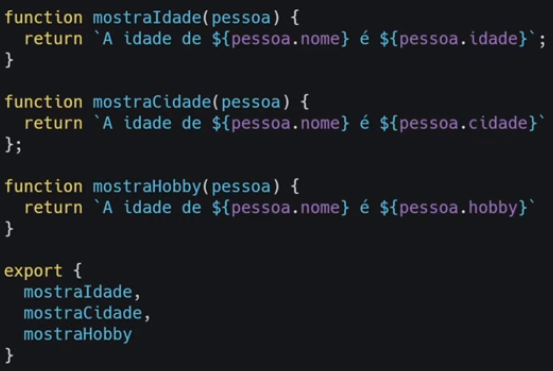 function mostraIdade(pessoa) {
  return `A idade de ${pessoa.nome} é ${pessoa.idade}`;
}

function mostraCidade(pessoa) {
  return `A idade de ${pessoa.nome} é ${pessoa.cidade}`
};

function mostraHobby(pessoa) {
  return `A idade de ${pessoa.nome} é ${pessoa.hobby}`
}

export {
  mostraIdade,
  mostraCidade,
  mostraHobby
}